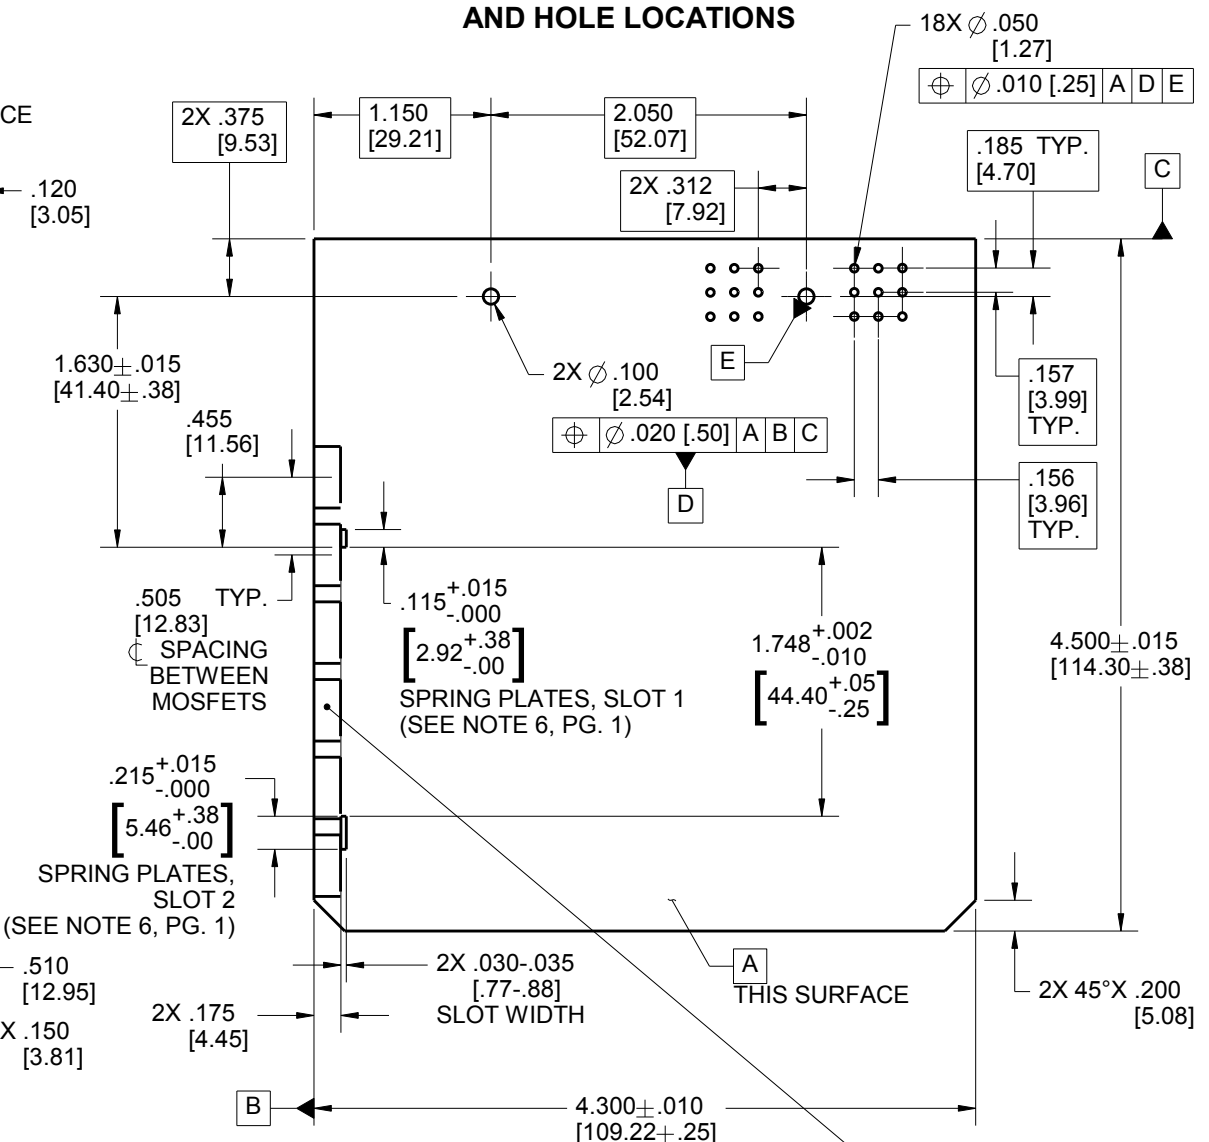 AND HOLE LOCATIONS
18X ⌀ .050
[1.27]
⌖ ⌀ .010 [.25] A D E
CE
2X .375
[9.53]
1.150
[29.21]
2.050
[52.07]
.185 TYP.
[4.70]
C
.120
[3.05]
2X .312
[7.92]
1.630±.015
[41.40±.38]
E
2X ⌀ .100
[2.54]
.157
[3.99]
TYP.
.455
[11.56]
⌖ ⌀ .020 [.50] A B C
D
.156
[3.96]
TYP.
.505 TYP.
[12.83]
℄ SPACING
BETWEEN
MOSFETS
.115 +.015
-.000
[2.92 +.38
-.00]
SPRING PLATES, SLOT 1
(SEE NOTE 6, PG. 1)
1.748 +.002
-.010
[44.40 +.05
-.25]
4.500±.015
[114.30±.38]
.215 +.015
-.000
[5.46 +.38
-.00]
SPRING PLATES,
SLOT 2
(SEE NOTE 6, PG. 1)
.510
[12.95]
2X .030-.035
[.77-.88]
SLOT WIDTH
A
THIS SURFACE
2X 45°X .200
[5.08]
2X .175
[4.45]
X .150
[3.81]
B
4.300±.010
[109.22±.25]